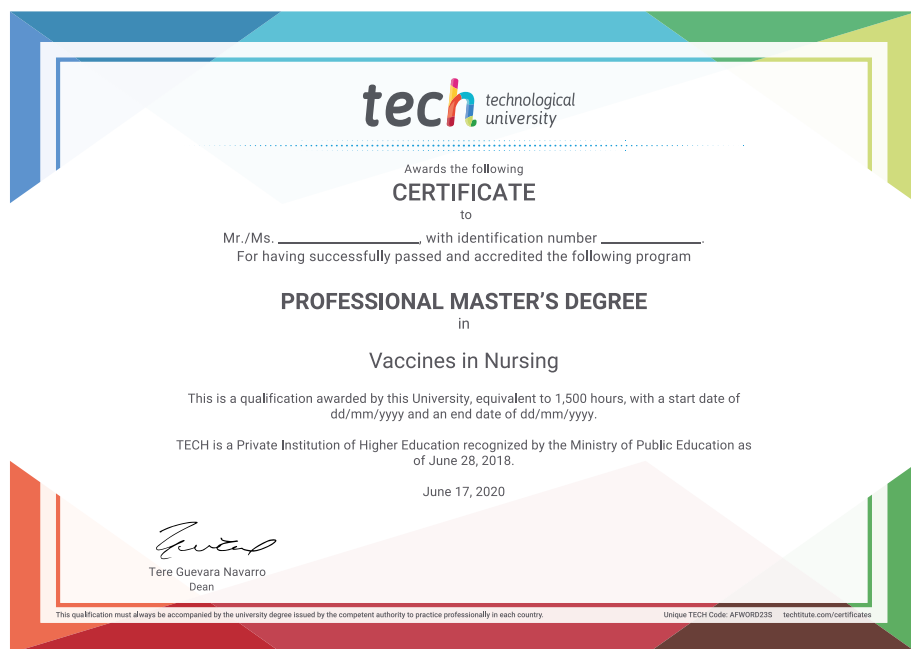 tech technological
university
Awards the following
CERTIFICATE
to
Mr./Ms. ____________________, with identification number ______________.
For having successfully passed and accredited the following program
PROFESSIONAL MASTER'S DEGREE
in
Vaccines in Nursing
This is a qualification awarded by this University, equivalent to 1,500 hours, with a start date of
dd/mm/yyyy and an end date of dd/mm/yyyy.
TECH is a Private Institution of Higher Education recognized by the Ministry of Public Education as
of June 28, 2018.
June 17, 2020
Tere Guevara Navarro
Dean
This qualification must always be accompanied by the university degree issued by the competent authority to practice professionally in each country.
Unique TECH Code: AFWORD23S techtitute.com/certificates